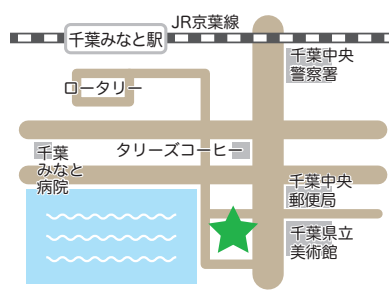 JR京葉線
千葉みなと駅
千葉中央
警察署
ロータリー
タリーズコーヒー
千葉
みなと
病院
千葉中央
郵便局
千葉県立
美術館